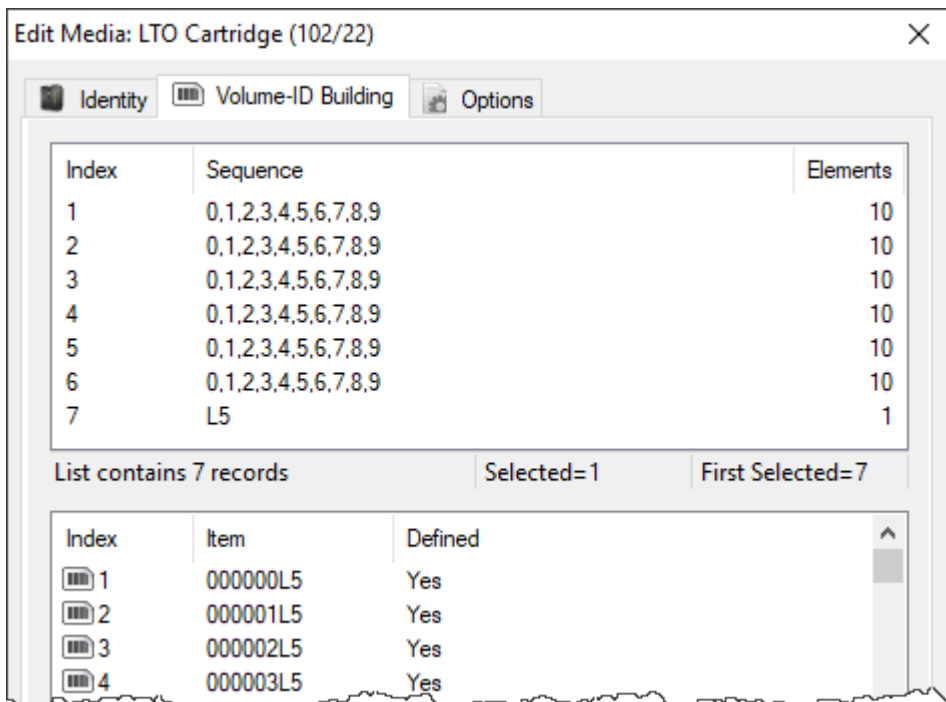 Edit Media: LTO Cartridge (102/22)
Identity Volume-ID Building Options
Index Sequence Elements
1 0,1,2,3,4,5,6,7,8,9 10
2 0,1,2,3,4,5,6,7,8,9 10
3 0,1,2,3,4,5,6,7,8,9 10
4 0,1,2,3,4,5,6,7,8,9 10
5 0,1,2,3,4,5,6,7,8,9 10
6 0,1,2,3,4,5,6,7,8,9 10
7 L5 1
List contains 7 records Selected=1 First Selected=7
Index Item Defined
1 000000L5 Yes
2 000001L5 Yes
3 000002L5 Yes
4 000003L5 Yes